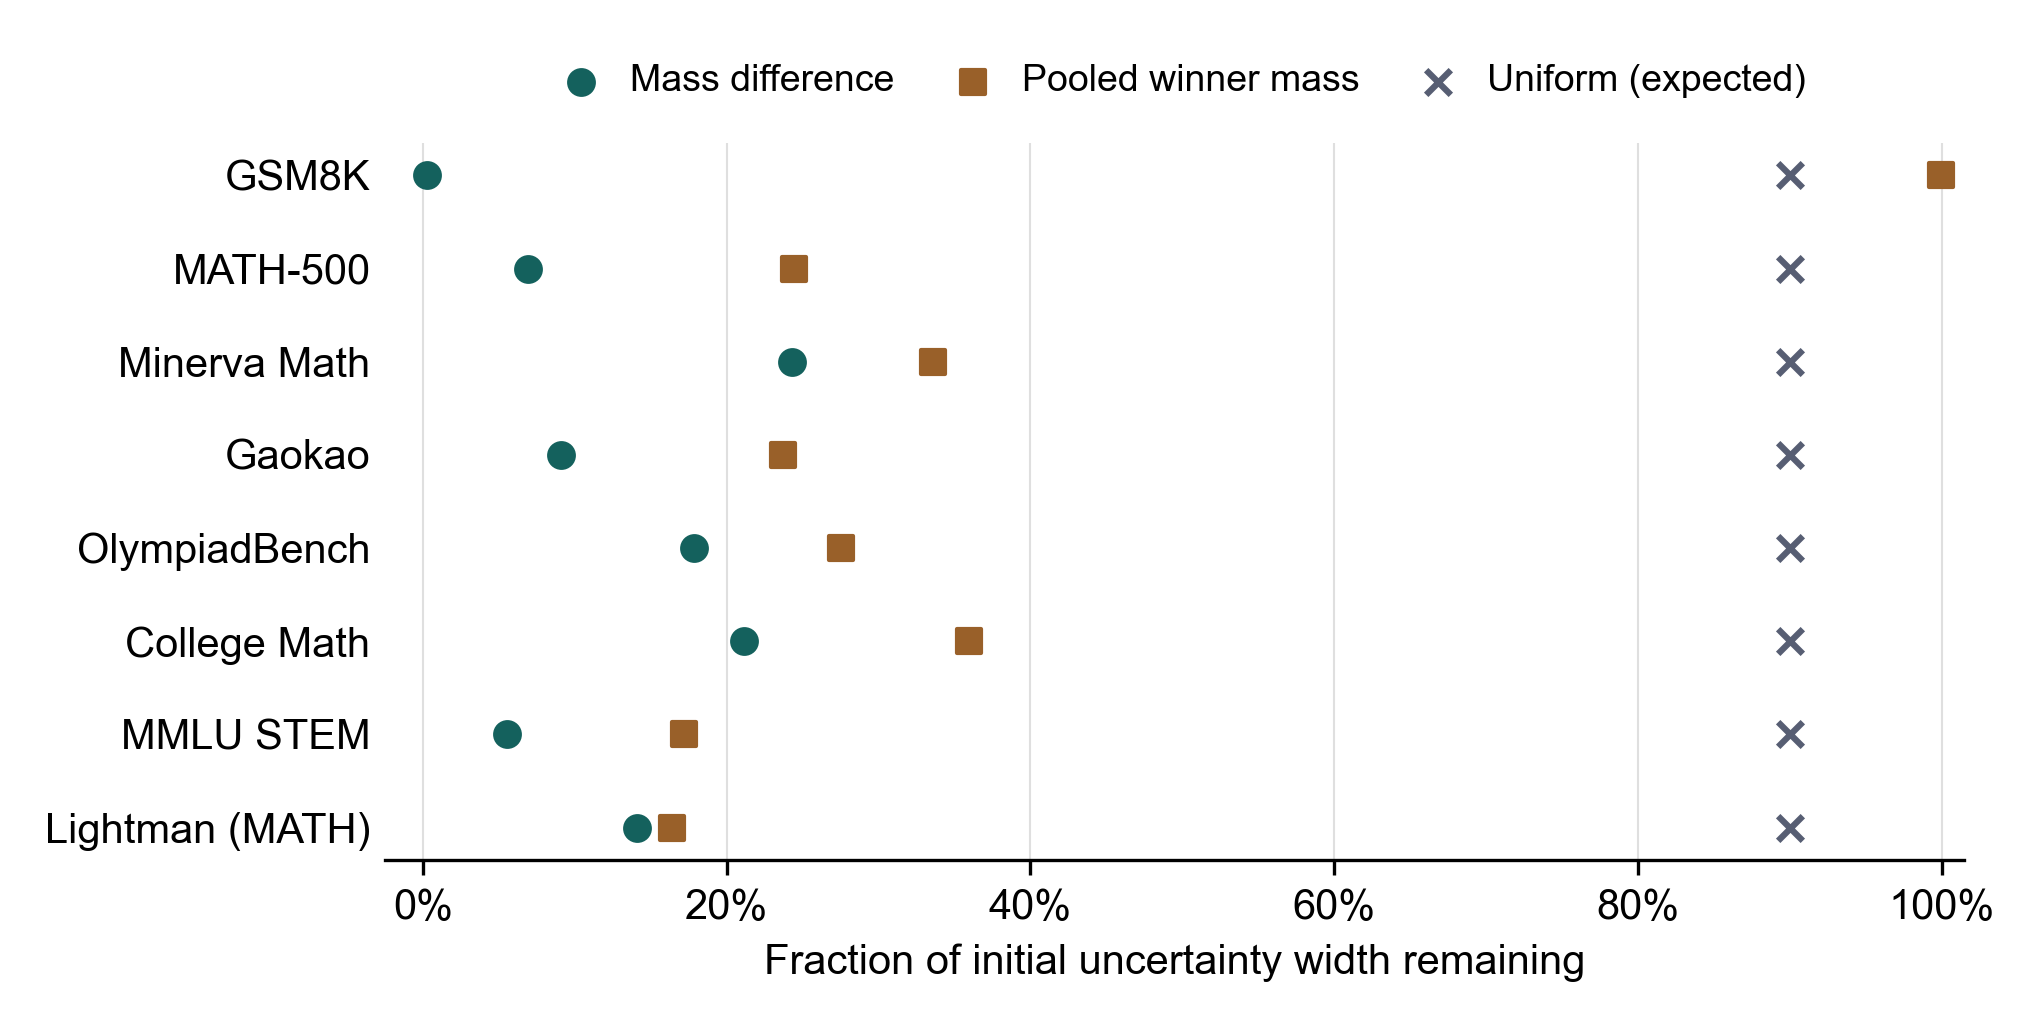 Mass difference Pooled winner mass Uniform (expected)
GSM8K
MATH-500
Minerva Math
Gaokao
OlympiadBench
College Math
MMLU STEM
Lightman (MATH)
0% 20% 40% 60% 80% 100%
Fraction of initial uncertainty width remaining